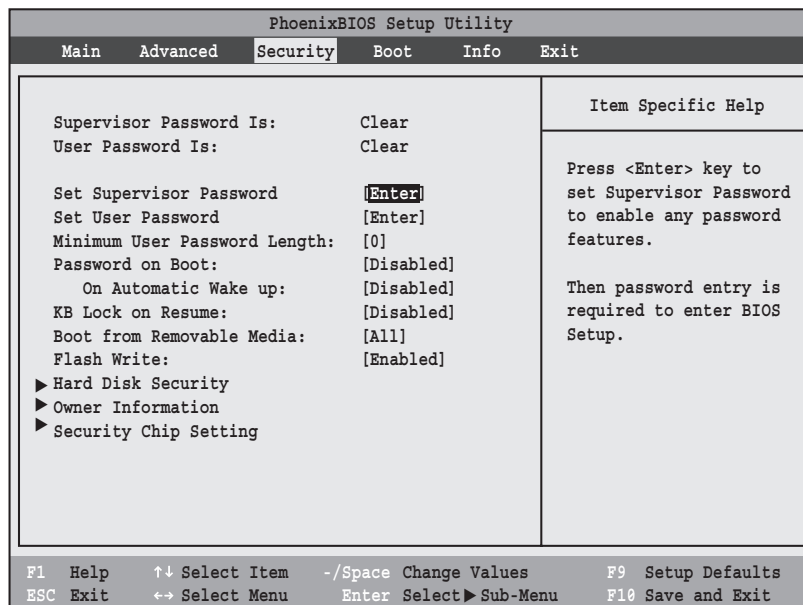 PhoenixBIOS Setup Utility
Main Advanced Security Boot Info Exit
Item Specific Help
Supervisor Password Is: Clear
User Password Is: Clear
Set Supervisor Password [Enter]
Set User Password [Enter]
Minimum User Password Length: [0]
Password on Boot: [Disabled]
On Automatic Wake up: [Disabled]
KB Lock on Resume: [Disabled]
Boot from Removable Media: [All]
Flash Write: [Enabled]
▶Hard Disk Security
▶Owner Information
▶Security Chip Setting
Press <Enter> key to
set Supervisor Password
to enable any password
features.
Then password entry is
required to enter BIOS
Setup.
F1 Help ↑↓ Select Item -/Space Change Values F9 Setup Defaults
ESC Exit ←→ Select Menu Enter Select▶Sub-Menu F10 Save and Exit